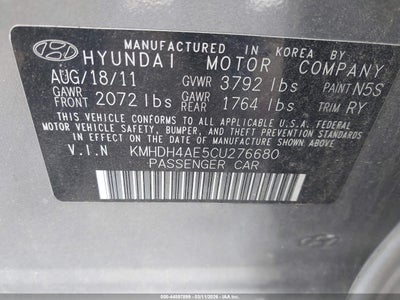 MANUFACTURED IN KOREA BY
HYUNDAI MOTOR COMPANY
AUG/18/11 GVWR 3792 lbs PAINT N5S
GAWR FRONT 2072 lbs GAWR REAR 1764 lbs TRIM RY
THIS VEHICLE CONFORMS TO ALL APPLICABLE U.S.A. FEDERAL
MOTOR VEHICLE SAFETY, BUMPER, AND THEFT PREVENTION STANDARDS
IN EFFECT ON THE DATE OF MANUFACTURE SHOWN ABOVE.
V.I.N KMHDH4AE5CU276680
PASSENGER CAR